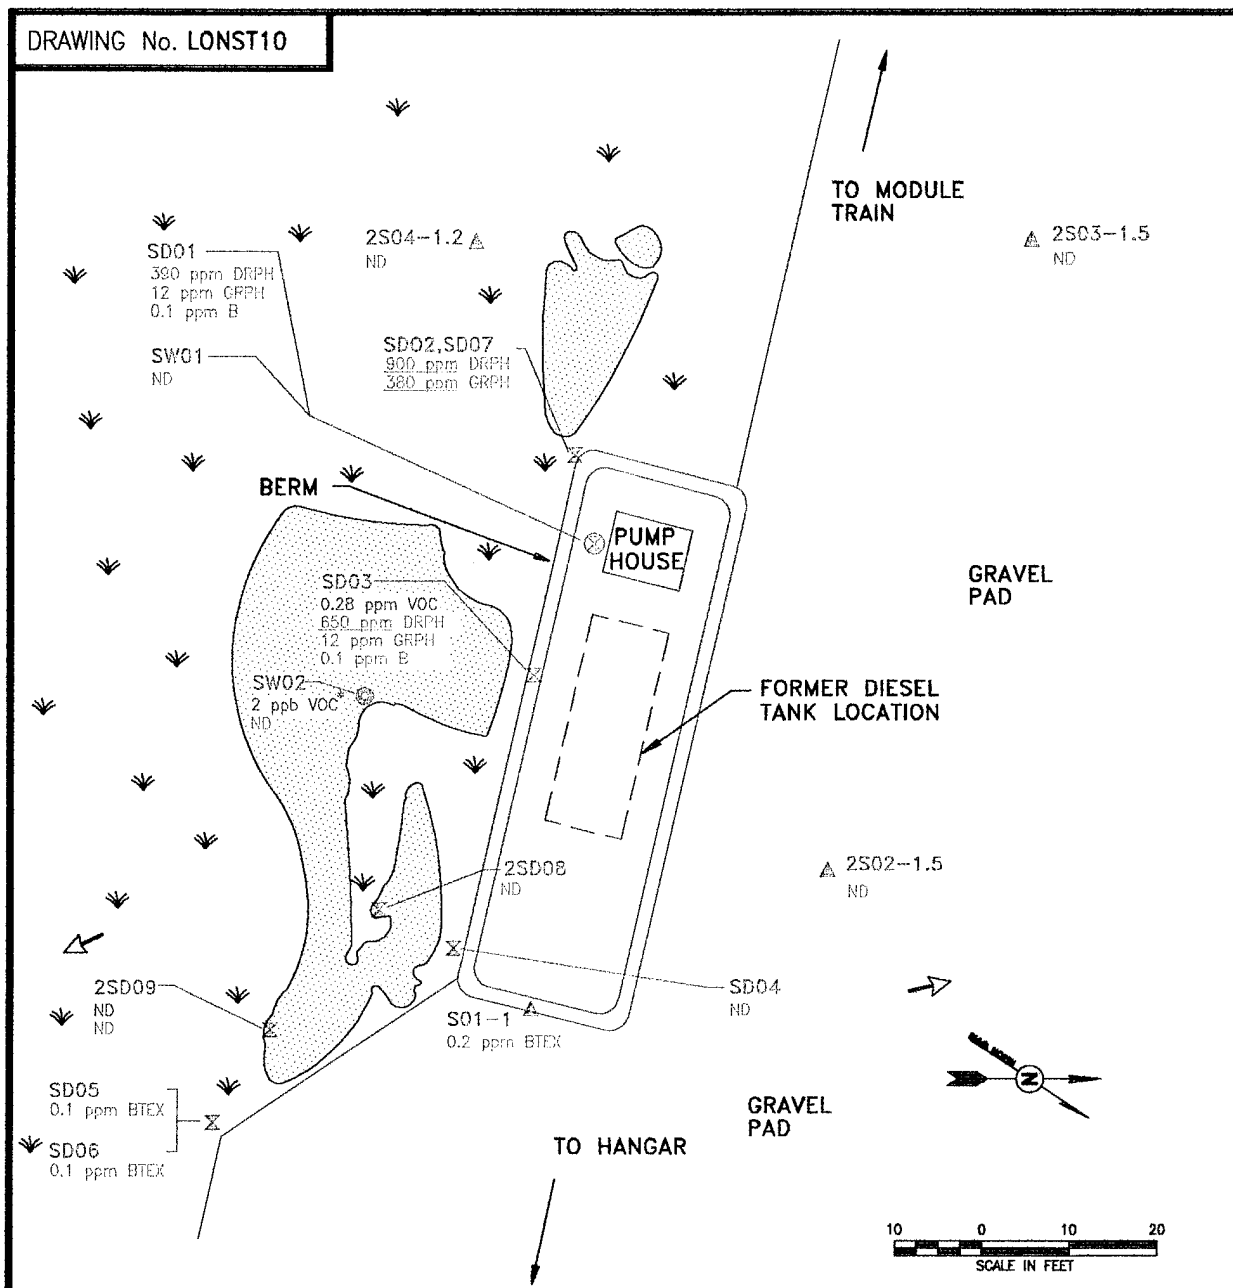 DRAWING No. LONST10
TO MODULE
TRAIN
2S04-1.2
ND
2S03-1.5
ND
SD01
390 ppm DRPH
12 ppm GRPH
0.1 ppm B
SW01
ND
SD02,SD07
900 ppm DRPH
380 ppm GRPH
BERM
PUMP
HOUSE
GRAVEL
PAD
SD03
0.28 ppm VOC
650 ppm DRPH
12 ppm GRPH
0.1 ppm B
SW02
2 ppb VOC*
ND
FORMER DIESEL
TANK LOCATION
2SD08
ND
2S02-1.5
ND
2SD09
ND
ND
SD04
ND
S01-1
0.2 ppm BTEX
SD05
0.1 ppm BTEX
SD06
0.1 ppm BTEX
GRAVEL
PAD
TO HANGAR
N
10 0 10 20
SCALE IN FEET